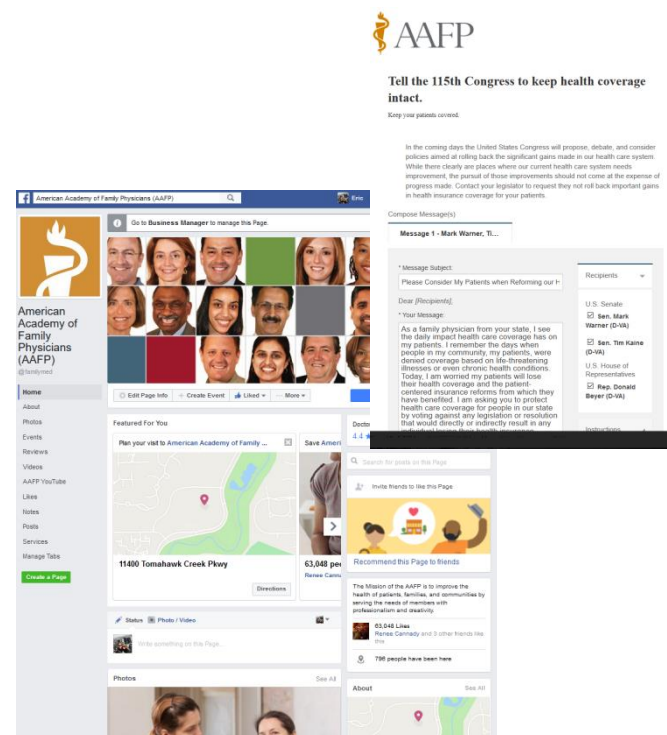 AAFP
Tell the 115th Congress to keep health coverage
intact.
Keep your patients covered.
In the coming days the United States Congress will propose, debate, and consider
policies aimed at rolling back the significant gains made in our health care system.
While there clearly are places where our current health care system needs
improvement, the pursuit of those improvements should not come at the expense of
progress made. Contact your legislator to request they not roll back important gains
in health insurance coverage for your patients.
Compose Message(s)
Message 1 - Mark Warner, Ti...
* Message Subject:
Please Consider My Patients when Reforming our H
Dear [Recipients],
* Your Message:
As a family physician from your state, I see
the daily impact health care coverage has on
my patients. I remember the days when
people in my community, my patients, were
denied coverage based on life-threatening
illnesses or even chronic health conditions.
Today, I am worried my patients will lose
their health coverage and the patient-
centered insurance reforms from which they
have benefited. I am asking you to protect
health care coverage for people in our state
by voting against any legislation or resolution
that would directly or indirectly result in any
individual losing their health insurance
Recipients
U.S. Senate
Sen. Mark
Warner (D-VA)
Sen. Tim Kaine
(D-VA)
U.S. House of
Representatives
Rep. Donald
Beyer (D-VA)
Instructions
American Academy of Family Physicians (AAFP)
Eric
Go to Business Manager to manage this Page.
American
Academy of
Family
Physicians
(AAFP)
@familymed
Home
About
Photos
Events
Reviews
Videos
AAFP YouTube
Likes
Notes
Posts
Services
Manage Tabs
Create a Page
Edit Page Info
+ Create Event
Liked
More
Featured For You
Plan your visit to American Academy of Family ...
11400 Tomahawk Creek Pkwy
Directions
Save Ameri
63,048 peo
Renee Canna
Status
Photo / Video
Write something on this Page...
Photos
See All
Docto
4.4
Search for posts on this Page
Invite friends to like this Page
Recommend this Page to friends
The Mission of the AAFP is to improve the
health of patients, families, and communities by
serving the needs of members with
professionalism and creativity.
63,048 Likes
Renee Cannady and 3 other friends like
this
796 people have been here
About
See All